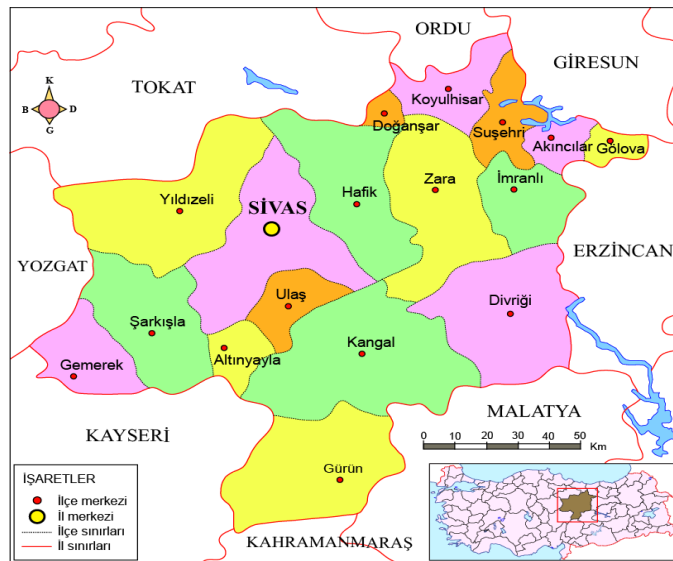 ORDU
GİRESUN
TOKAT
K
B D
G
Koyulhisar
Doğanşar
Suşehri
Akıncılar
Gölova
Yıldızeli
Hafik
Zara
İmranlı
SİVAS
YOZGAT
ERZİNCAN
Ulaş
Divriği
Şarkışla
Gemerek
Altınyayla
Kangal
MALATYA
KAYSERİ
0 10 20 30 40 50
Km
Gürün
İŞARETLER
İlçe merkezi
İl merkezi
İlçe sınırları
İl sınırları
KAHRAMANMARAŞ